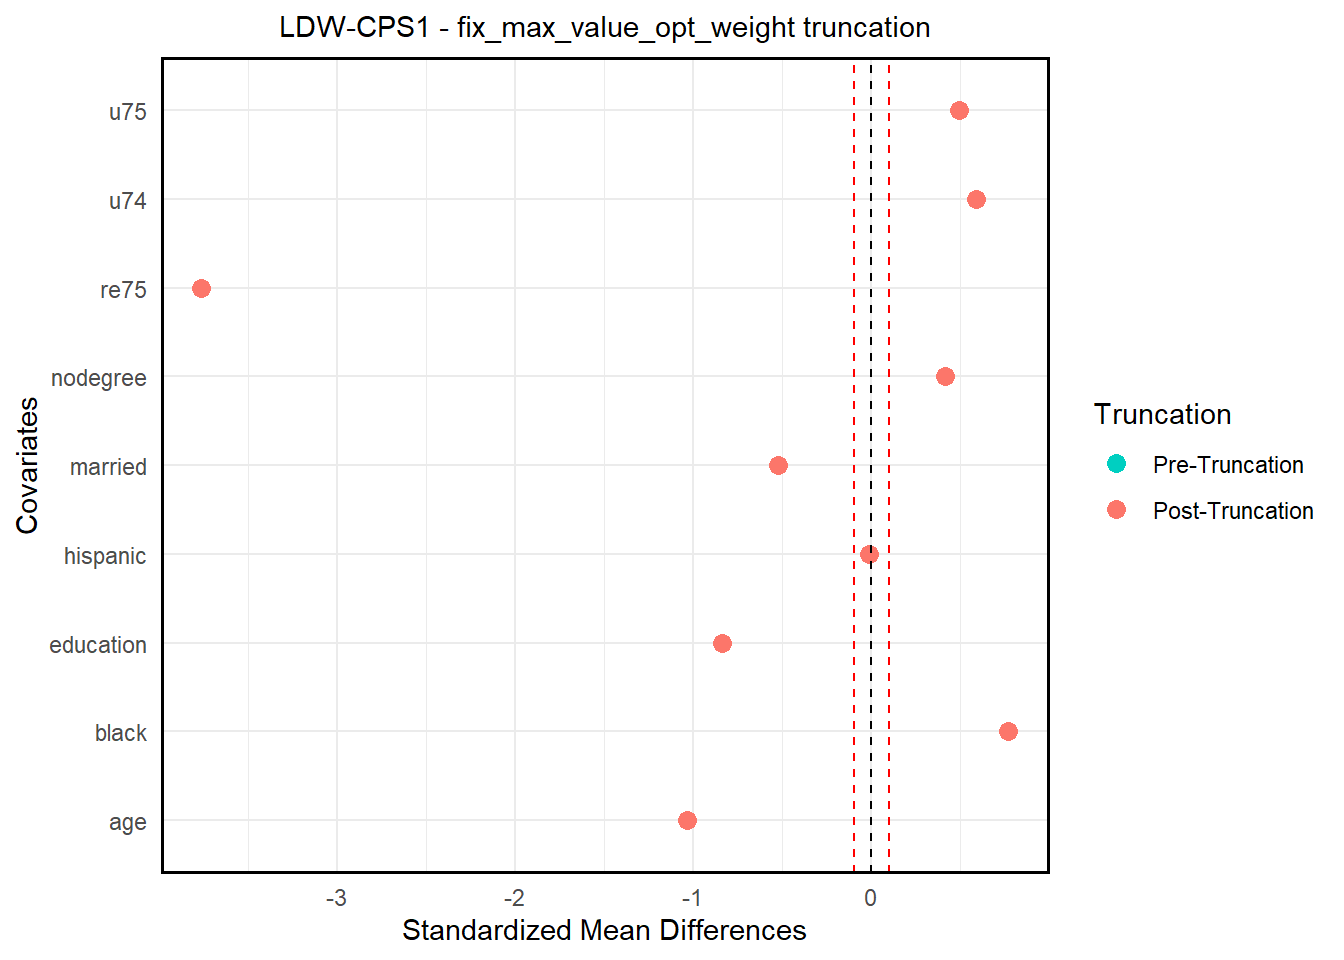 LDW-CPS1 - fix_max_value_opt_weight truncation
u75
u74
re75
nodegree
married
hispanic
education
black
age
Covariates
-3
-2
-1
0
Standardized Mean Differences
Truncation
Pre-Truncation
Post-Truncation